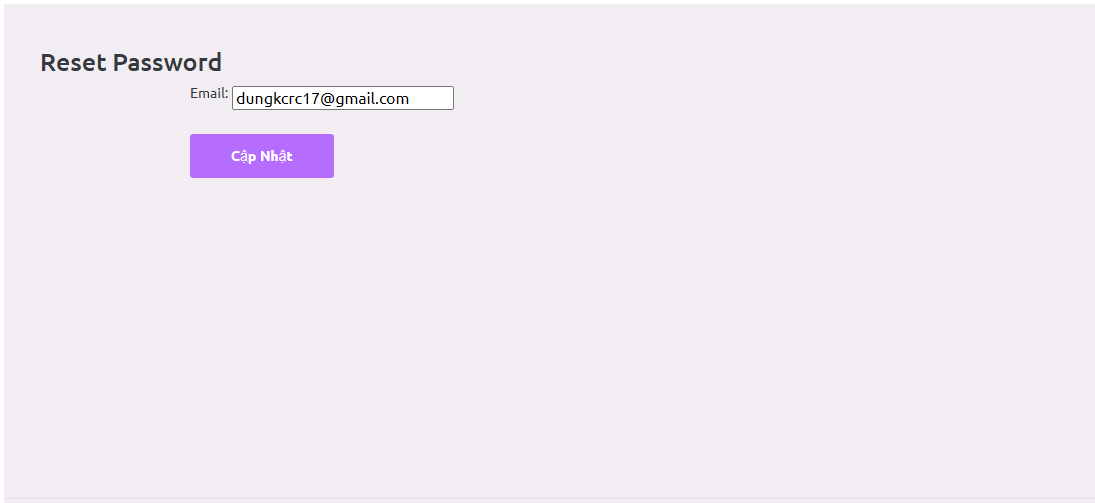 Reset Password
Email: dungkcrc17@gmail.com
Cập Nhật